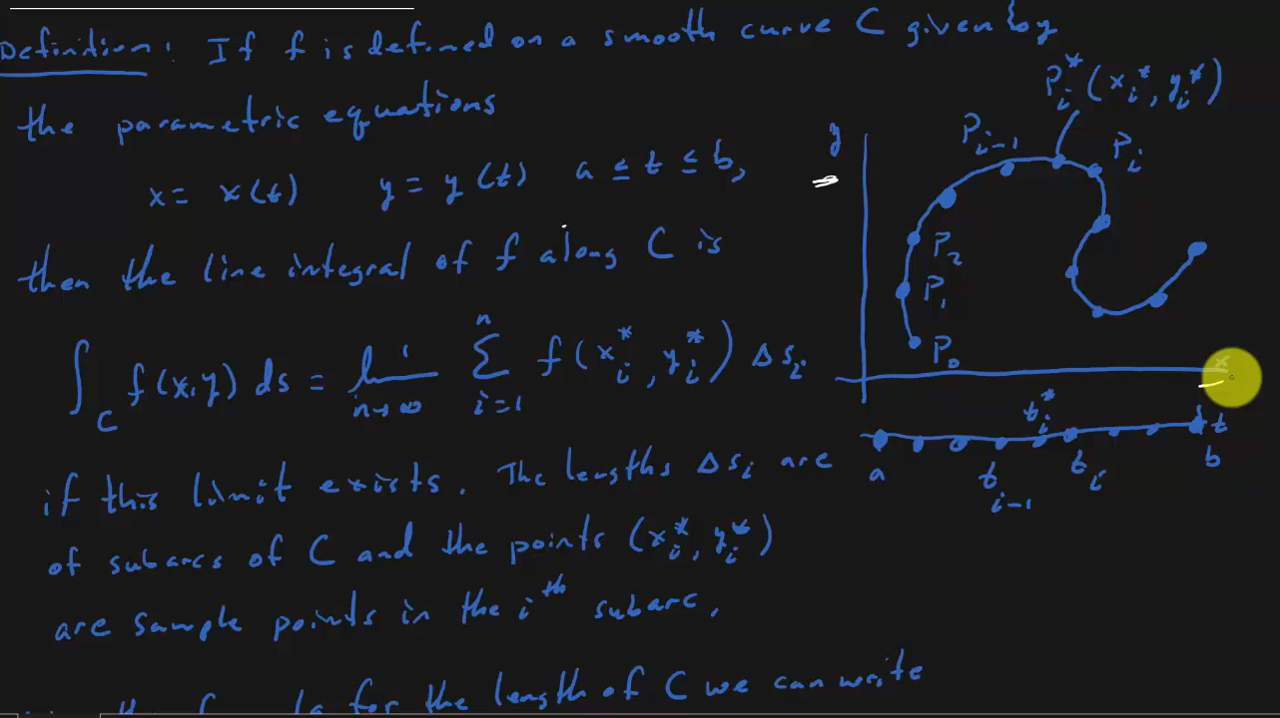 Definition: If f is defined on a smooth curve C given by
the parametric equations
x = x(t) y = y(t) a ≤ t ≤ b,
then the line integral of f along C is
∫_C f(x,y) ds = lim_{n→∞} Σ_{i=1}^{n} f(x_i^*, y_i^*) Δs_i
if this limit exists. The lengths Δs_i are
of subarcs of C and the points (x_i^*, y_i^*)
are sample points in the i^th subarc,
the for the length of C we can write
P_i^*(x_i^*, y_i^*)
y
P_{i-1}
P_i
P_2
P_1
P_0
x
t_i^*
t
a
t_{i-1}
t_i
b